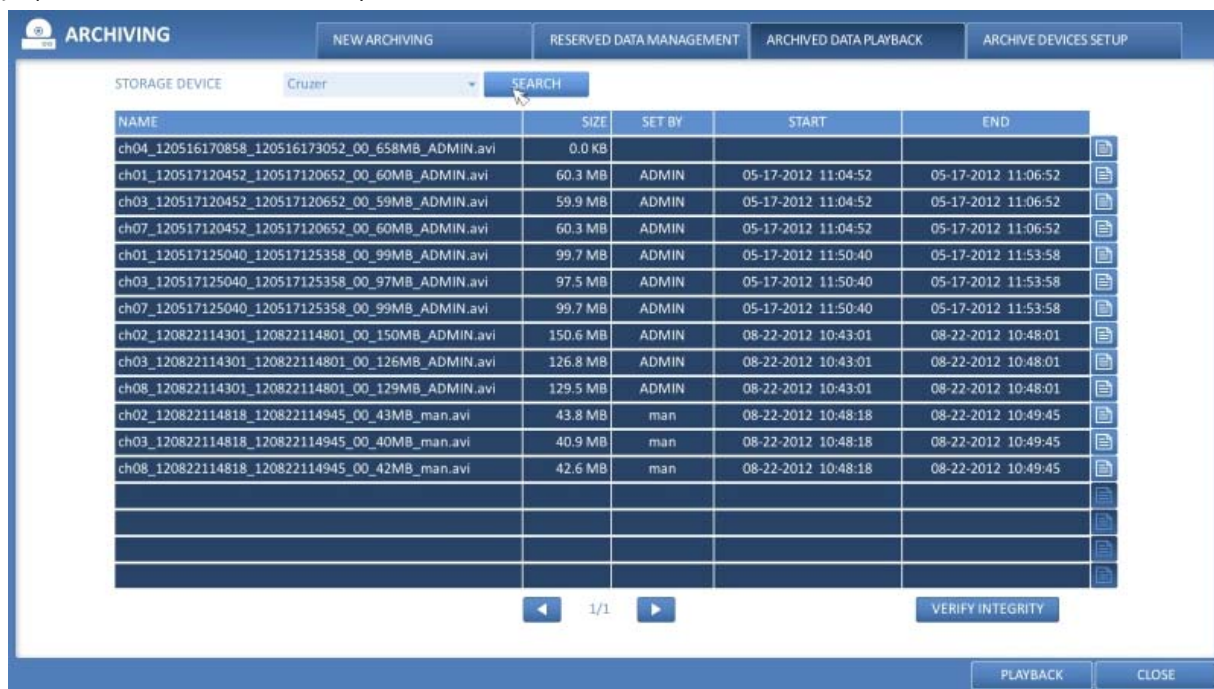 ARCHIVING
NEW ARCHIVING
RESERVED DATA MANAGEMENT
ARCHIVED DATA PLAYBACK
ARCHIVE DEVICES SETUP
STORAGE DEVICE Cruzer SEARCH
NAME SIZE SET BY START END
ch04_120516170858_120516173052_00_658MB_ADMIN.avi 0.0 KB
ch01_120517120452_120517120652_00_60MB_ADMIN.avi 60.3 MB ADMIN 05-17-2012 11:04:52 05-17-2012 11:06:52
ch03_120517120452_120517120652_00_59MB_ADMIN.avi 59.9 MB ADMIN 05-17-2012 11:04:52 05-17-2012 11:06:52
ch07_120517120452_120517120652_00_60MB_ADMIN.avi 60.3 MB ADMIN 05-17-2012 11:04:52 05-17-2012 11:06:52
ch01_120517125040_120517125358_00_99MB_ADMIN.avi 99.7 MB ADMIN 05-17-2012 11:50:40 05-17-2012 11:53:58
ch03_120517125040_120517125358_00_97MB_ADMIN.avi 97.5 MB ADMIN 05-17-2012 11:50:40 05-17-2012 11:53:58
ch07_120517125040_120517125358_00_99MB_ADMIN.avi 99.7 MB ADMIN 05-17-2012 11:50:40 05-17-2012 11:53:58
ch02_120822114301_120822114801_00_150MB_ADMIN.avi 150.6 MB ADMIN 08-22-2012 10:43:01 08-22-2012 10:48:01
ch03_120822114301_120822114801_00_126MB_ADMIN.avi 126.8 MB ADMIN 08-22-2012 10:43:01 08-22-2012 10:48:01
ch08_120822114301_120822114801_00_129MB_ADMIN.avi 129.5 MB ADMIN 08-22-2012 10:43:01 08-22-2012 10:48:01
ch02_120822114818_120822114945_00_43MB_man.avi 43.8 MB man 08-22-2012 10:48:18 08-22-2012 10:49:45
ch03_120822114818_120822114945_00_40MB_man.avi 40.9 MB man 08-22-2012 10:48:18 08-22-2012 10:49:45
ch08_120822114818_120822114945_00_42MB_man.avi 42.6 MB man 08-22-2012 10:48:18 08-22-2012 10:49:45
1/1
VERIFY INTEGRITY
PLAYBACK
CLOSE